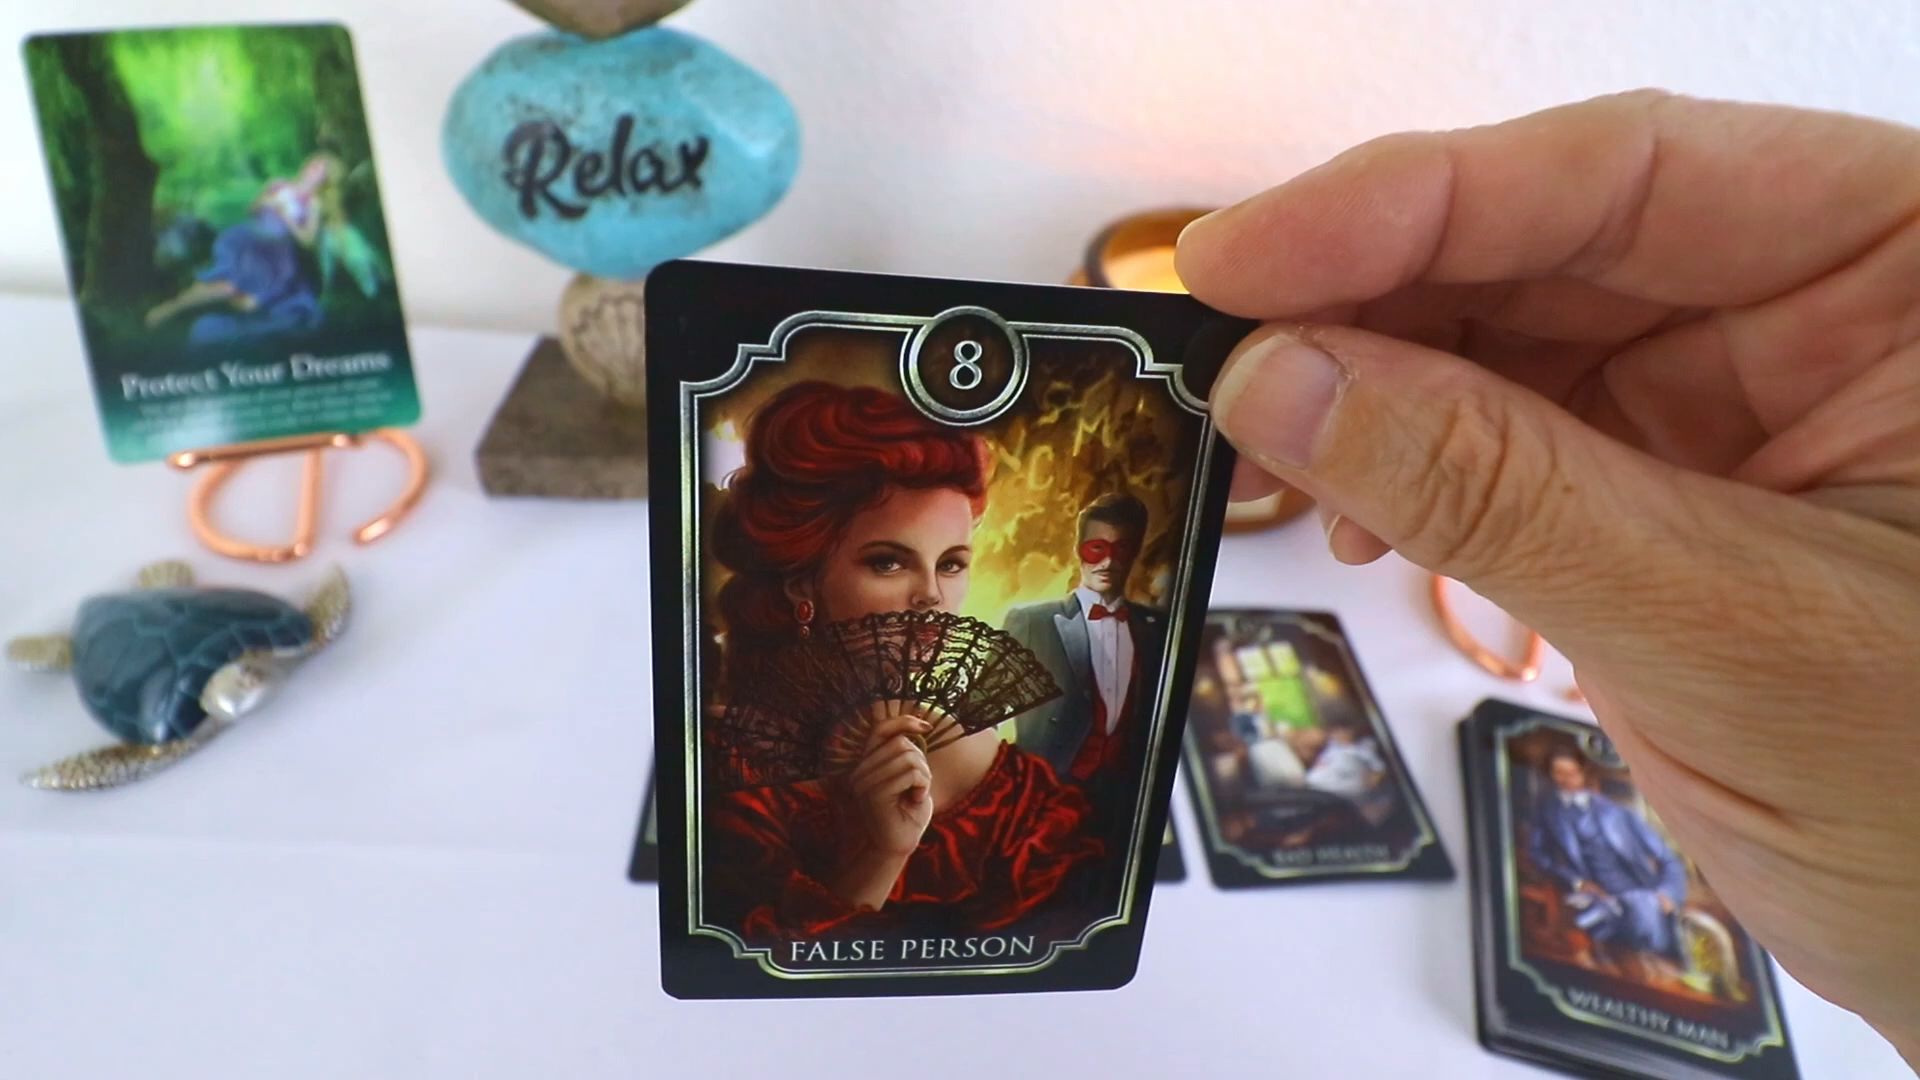 Relax
Protect Your Dreams
8
N C M
FALSE PERSON
BAD HEALTH
WEALTHY MAN